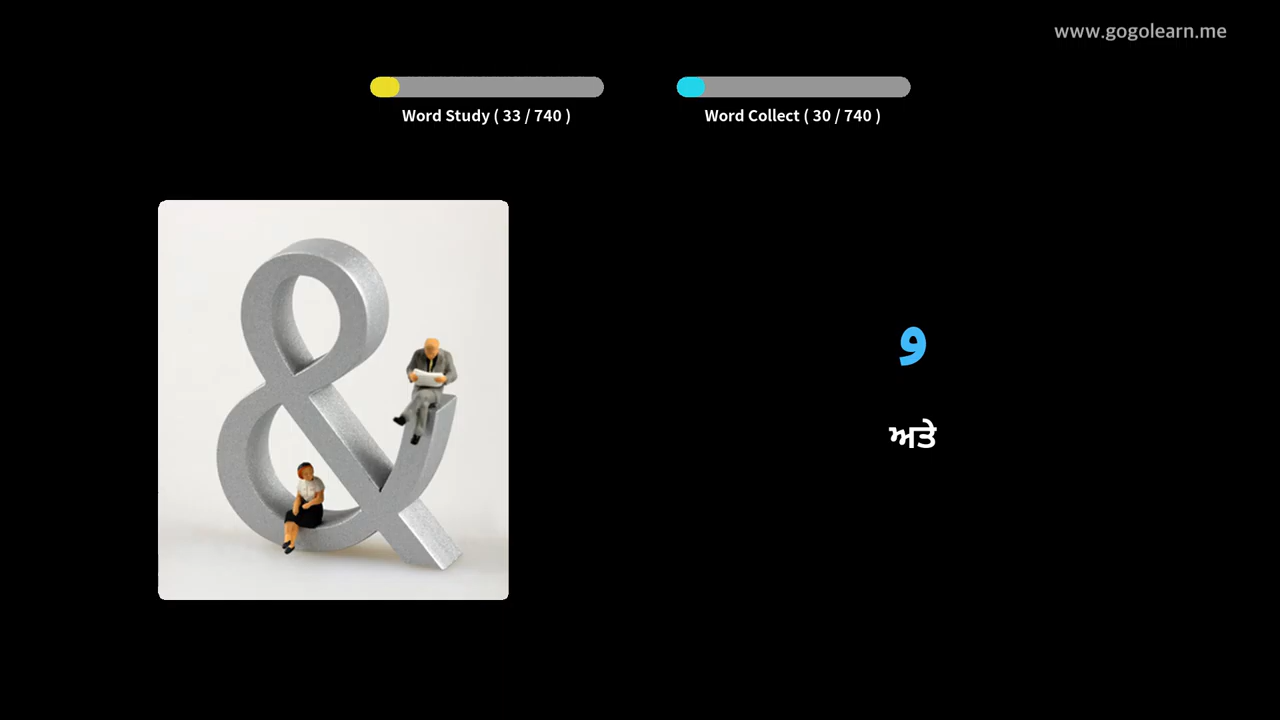 www.gogolearn.me
Word Study ( 33 / 740 )
Word Collect ( 30 / 740 )
&
و
ਅਤੇ